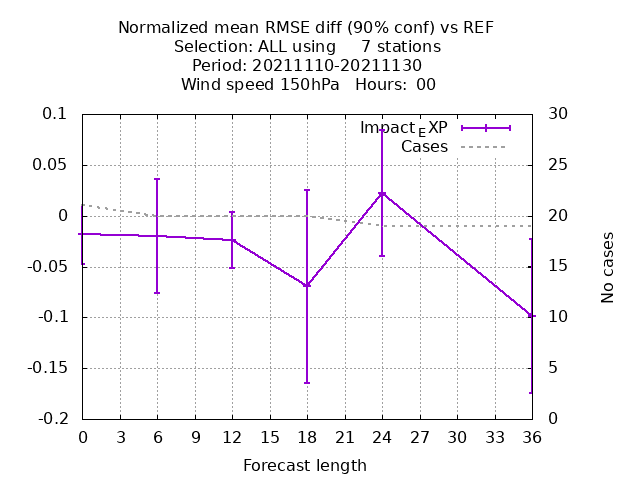 Normalized mean RMSE diff (90% conf) vs REF
Selection: ALL using 7 stations
Period: 20211110-20211130
Wind speed 150hPa Hours: 00
0.1 30
Impact_EXP
Cases
0.05 25
0 20
-0.05 15
-0.1 10
-0.15 5
-0.2 0
No cases
0 3 6 9 12 15 18 21 24 27 30 33 36
Forecast length